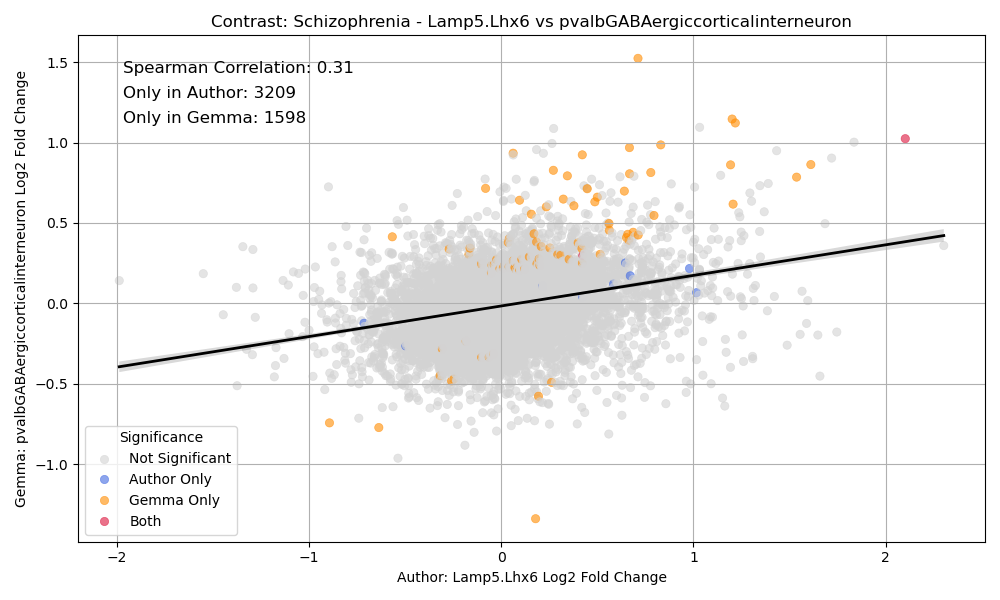 Contrast: Schizophrenia - Lamp5.Lhx6 vs pvalbGABAergiccorticalinterneuron
Gemma: pvalbGABAergiccorticalinterneuron Log2 Fold Change
1.5
1.0
0.5
0.0
−0.5
−1.0
Spearman Correlation: 0.31
Only in Author: 3209
Only in Gemma: 1598
Significance
Not Significant
Author Only
Gemma Only
Both
−2
−1
0
1
2
Author: Lamp5.Lhx6 Log2 Fold Change